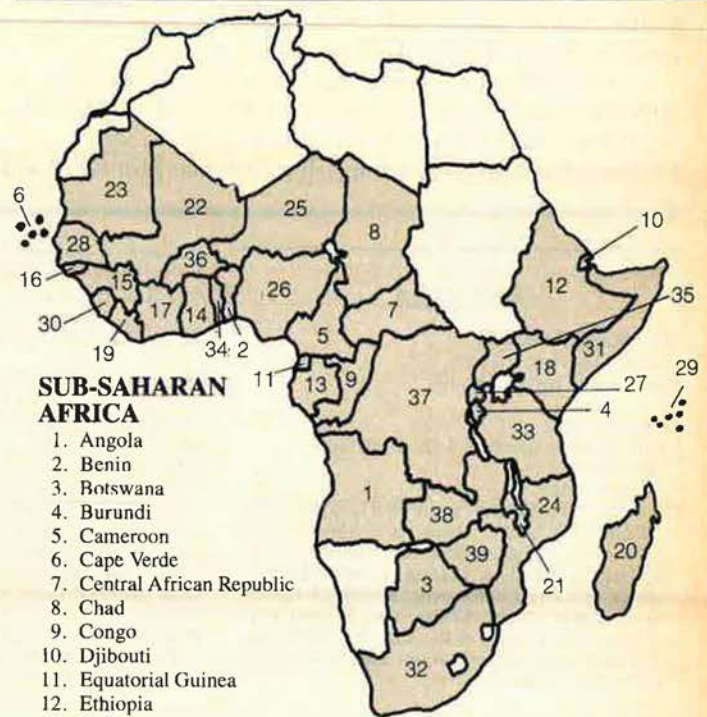 23
22
25
8
6
28
16
15
36
26
10
12
35
30
19
17
14
34
2
5
7
11
13
9
37
18
31
27
29
4
33
1
38
24
20
39
3
21
32
SUB-SAHARAN
AFRICA
1. Angola
2. Benin
3. Botswana
4. Burundi
5. Cameroon
6. Cape Verde
7. Central African Republic
8. Chad
9. Congo
10. Djibouti
11. Equatorial Guinea
12. Ethiopia